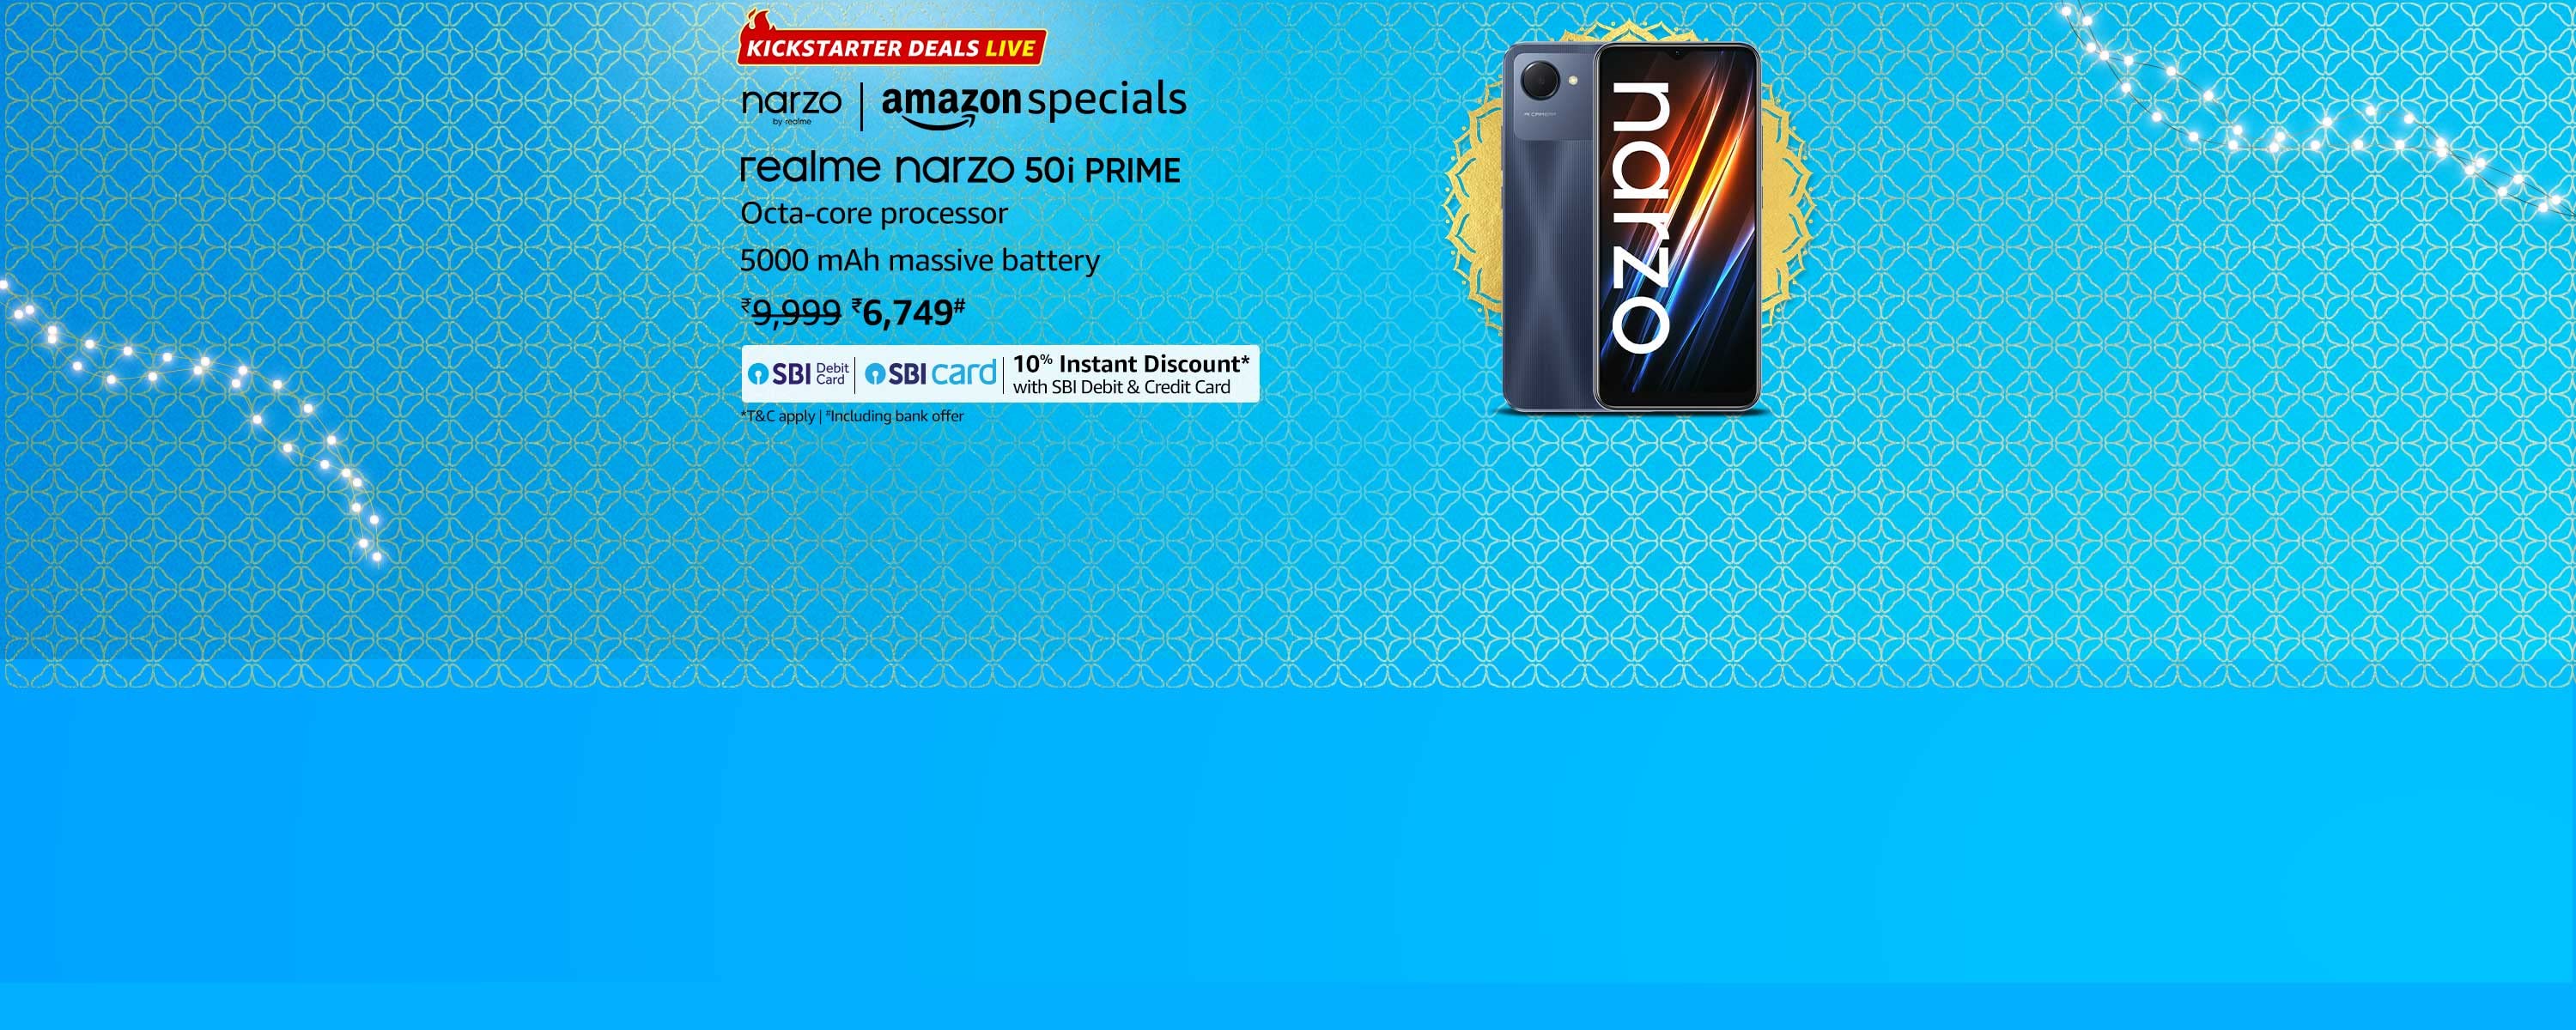 KICKSTARTER DEALS LIVE
narzo
by realme
amazon specials
realme narzo 50i PRIME
Octa-core processor
5000 mAh massive battery
₹9,999 ₹6,749#
SBI Debit Card
SBI card
10% Instant Discount*
with SBI Debit & Credit Card
*T&C apply | #Including bank offer
AI CAMERA
narzo